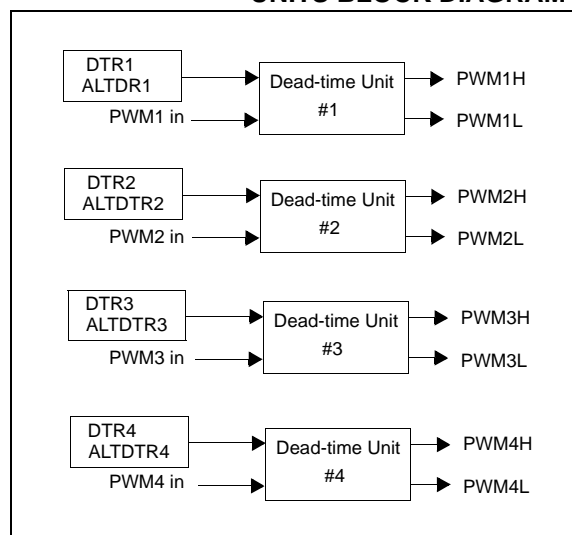 UNITS BLOCK DIAGRAM
DTR1
ALTDR1
PWM1 in
Dead-time Unit
#1
PWM1H
PWM1L
DTR2
ALTDTR2
PWM2 in
Dead-time Unit
#2
PWM2H
PWM2L
DTR3
ALTDTR3
PWM3 in
Dead-time Unit
#3
PWM3H
PWM3L
DTR4
ALTDTR4
PWM4 in
Dead-time Unit
#4
PWM4H
PWM4L